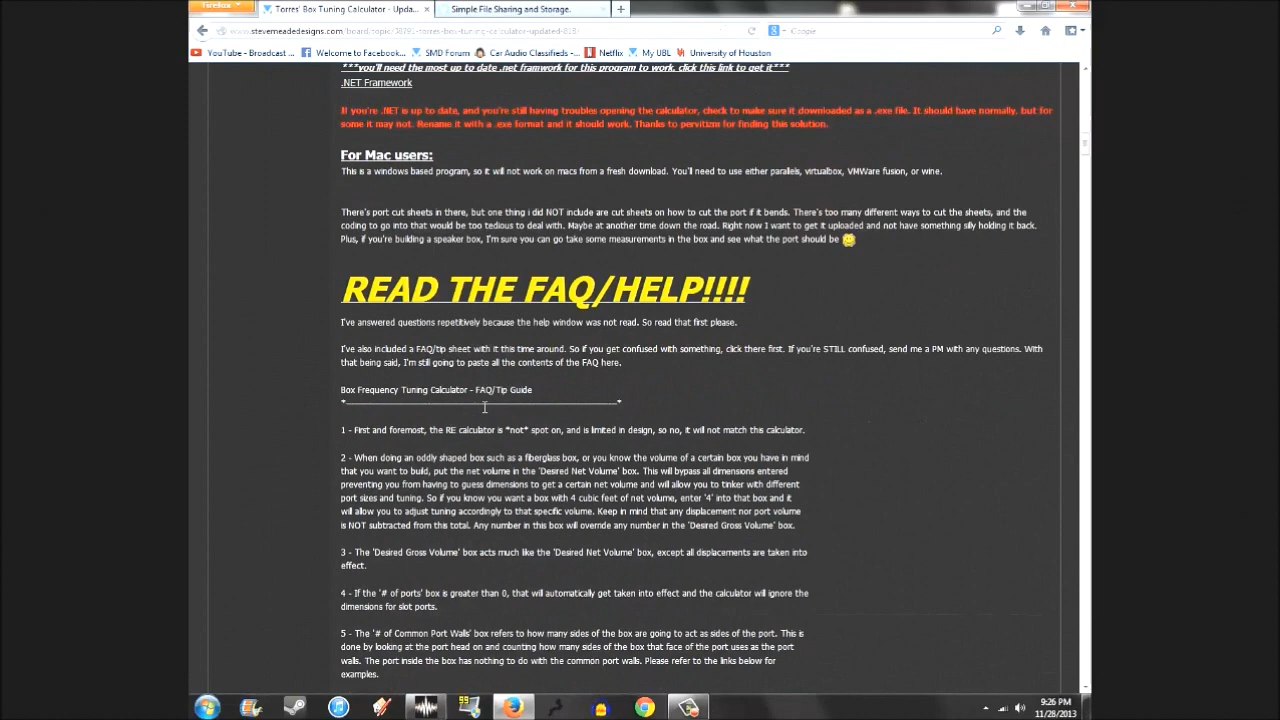 Firefox
Torres' Box Tuning Calculator - Upda... ×
Simple File Sharing and Storage. ×
www.stevemeadedesigns.com/board/topic/38791-torres-box-tuning-calculator-updated-818/
Google
YouTube - Broadcast ... Welcome to Facebook... SMD Forum Car Audio Classifieds -... Netflix My UBL University of Houston
***you'll need the most up to date .net framwork for this program to work. click this link to get it***
.NET Framework
If you're .NET is up to date, and you're still having troubles opening the calculator, check to make sure it downloaded as a .exe file. It should have normally, but for
some it may not. Rename it with a .exe format and it should work. Thanks to pervitizm for finding this solution.
For Mac users:
This is a windows based program, so it will not work on macs from a fresh download. You'll need to use either parallels, virtualbox, VMWare fusion, or wine.
There's port cut sheets in there, but one thing i did NOT include are cut sheets on how to cut the port if it bends. There's too many different ways to cut the sheets, and the
coding to go into that would be too tedious to deal with. Maybe at another time down the road. Right now I want to get it uploaded and not have something silly holding it back.
Plus, if you're building a speaker box, I'm sure you can go take some measurements in the box and see what the port should be
READ THE FAQ/HELP!!!!
I've answered questions repetitively because the help window was not read. So read that first please.
I've also included a FAQ/tip sheet with it this time around. So if you get confused with something, click there first. If you're STILL confused, send me a PM with any questions. With
that being said, I'm still going to paste all the contents of the FAQ here.
Box Frequency Tuning Calculator - FAQ/Tip Guide
*__________________________________________________*
1 - First and foremost, the RE calculator is *not* spot on, and is limited in design, so no, it will not match this calculator.
2 - When doing an oddly shaped box such as a fiberglass box, or you know the volume of a certain box you have in mind
that you want to build, put the net volume in the 'Desired Net Volume' box. This will bypass all dimensions entered
preventing you from having to guess dimensions to get a certain net volume and will allow you to tinker with different
port sizes and tuning. So if you know you want a box with 4 cubic feet of net volume, enter '4' into that box and it
will allow you to adjust tuning accordingly to that specific volume. Keep in mind that any displacement nor port volume
is NOT subtracted from this total. Any number in this box will override any number in the 'Desired Gross Volume' box.
3 - The 'Desired Gross Volume' box acts much like the 'Desired Net Volume' box, except all displacements are taken into
effect.
4 - If the '# of ports' box is greater than 0, that will automatically get taken into effect and the calculator will ignore the
dimensions for slot ports.
5 - The '# of Common Port Walls' box refers to how many sides of the box are going to act as sides of the port. This is
done by looking at the port head on and counting how many sides of the box that face of the port uses as the port
walls. The port inside the box has nothing to do with the common port walls. Please refer to the links below for
examples.
9:26 PM
11/28/2013